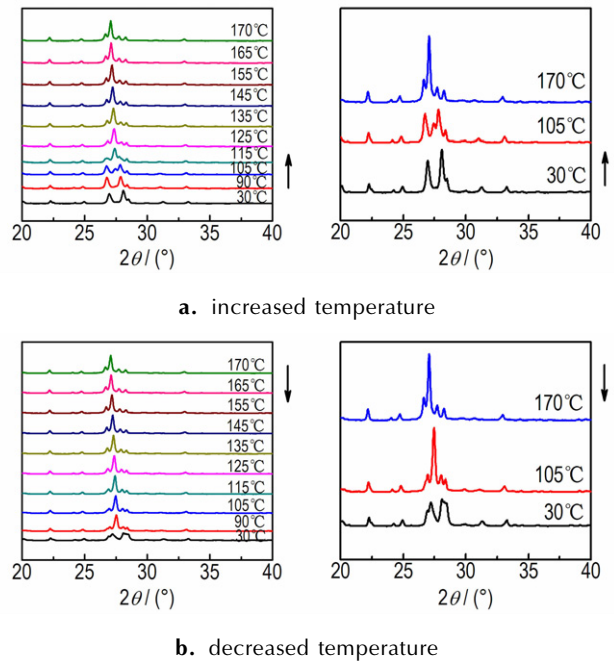 170℃
165℃
155℃
145℃
135℃
125℃
115℃
105℃
90℃
30℃
20 25 30 35 40
2θ/ (°)
170℃
105℃
30℃
20 25 30 35 40
2θ/ (°)
a. increased temperature
170℃
165℃
155℃
145℃
135℃
125℃
115℃
105℃
90℃
30℃
20 25 30 35 40
2θ/ (°)
170℃
105℃
30℃
20 25 30 35 40
2θ/ (°)
b. decreased temperature